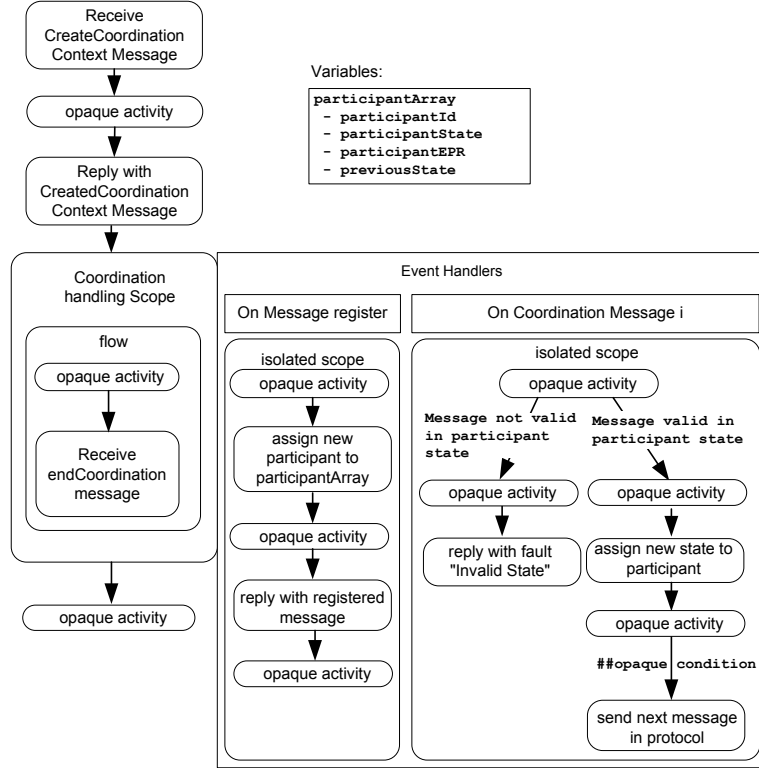 Receive
CreateCoordination
Context Message
opaque activity
Reply with
CreatedCoordination
Context Message
Variables:
participantArray
- participantId
- participantState
- participantEPR
- previousState
Coordination
handling Scope
flow
opaque activity
Receive
endCoordination
message
opaque activity
Event Handlers
On Message register
isolated scope
opaque activity
assign new
participant to
participantArray
opaque activity
reply with registered
message
opaque activity
On Coordination Message i
isolated scope
opaque activity
Message not valid
in participant
state
Message valid in
participant state
opaque activity
reply with fault
"Invalid State"
opaque activity
assign new state to
participant
opaque activity
##opaque condition
send next message
in protocol